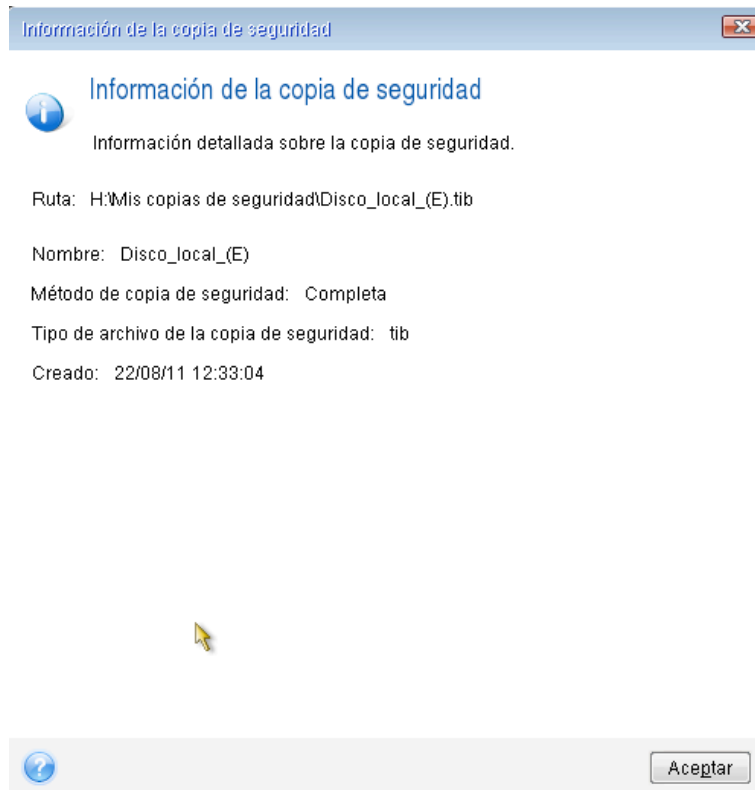 Información de la copia de seguridad
Información de la copia de seguridad
Información detallada sobre la copia de seguridad.
Ruta: H:\Mis copias de seguridad\Disco_local_(E).tib
Nombre: Disco_local_(E)
Método de copia de seguridad: Completa
Tipo de archivo de la copia de seguridad: tib
Creado: 22/08/11 12:33:04
Aceptar